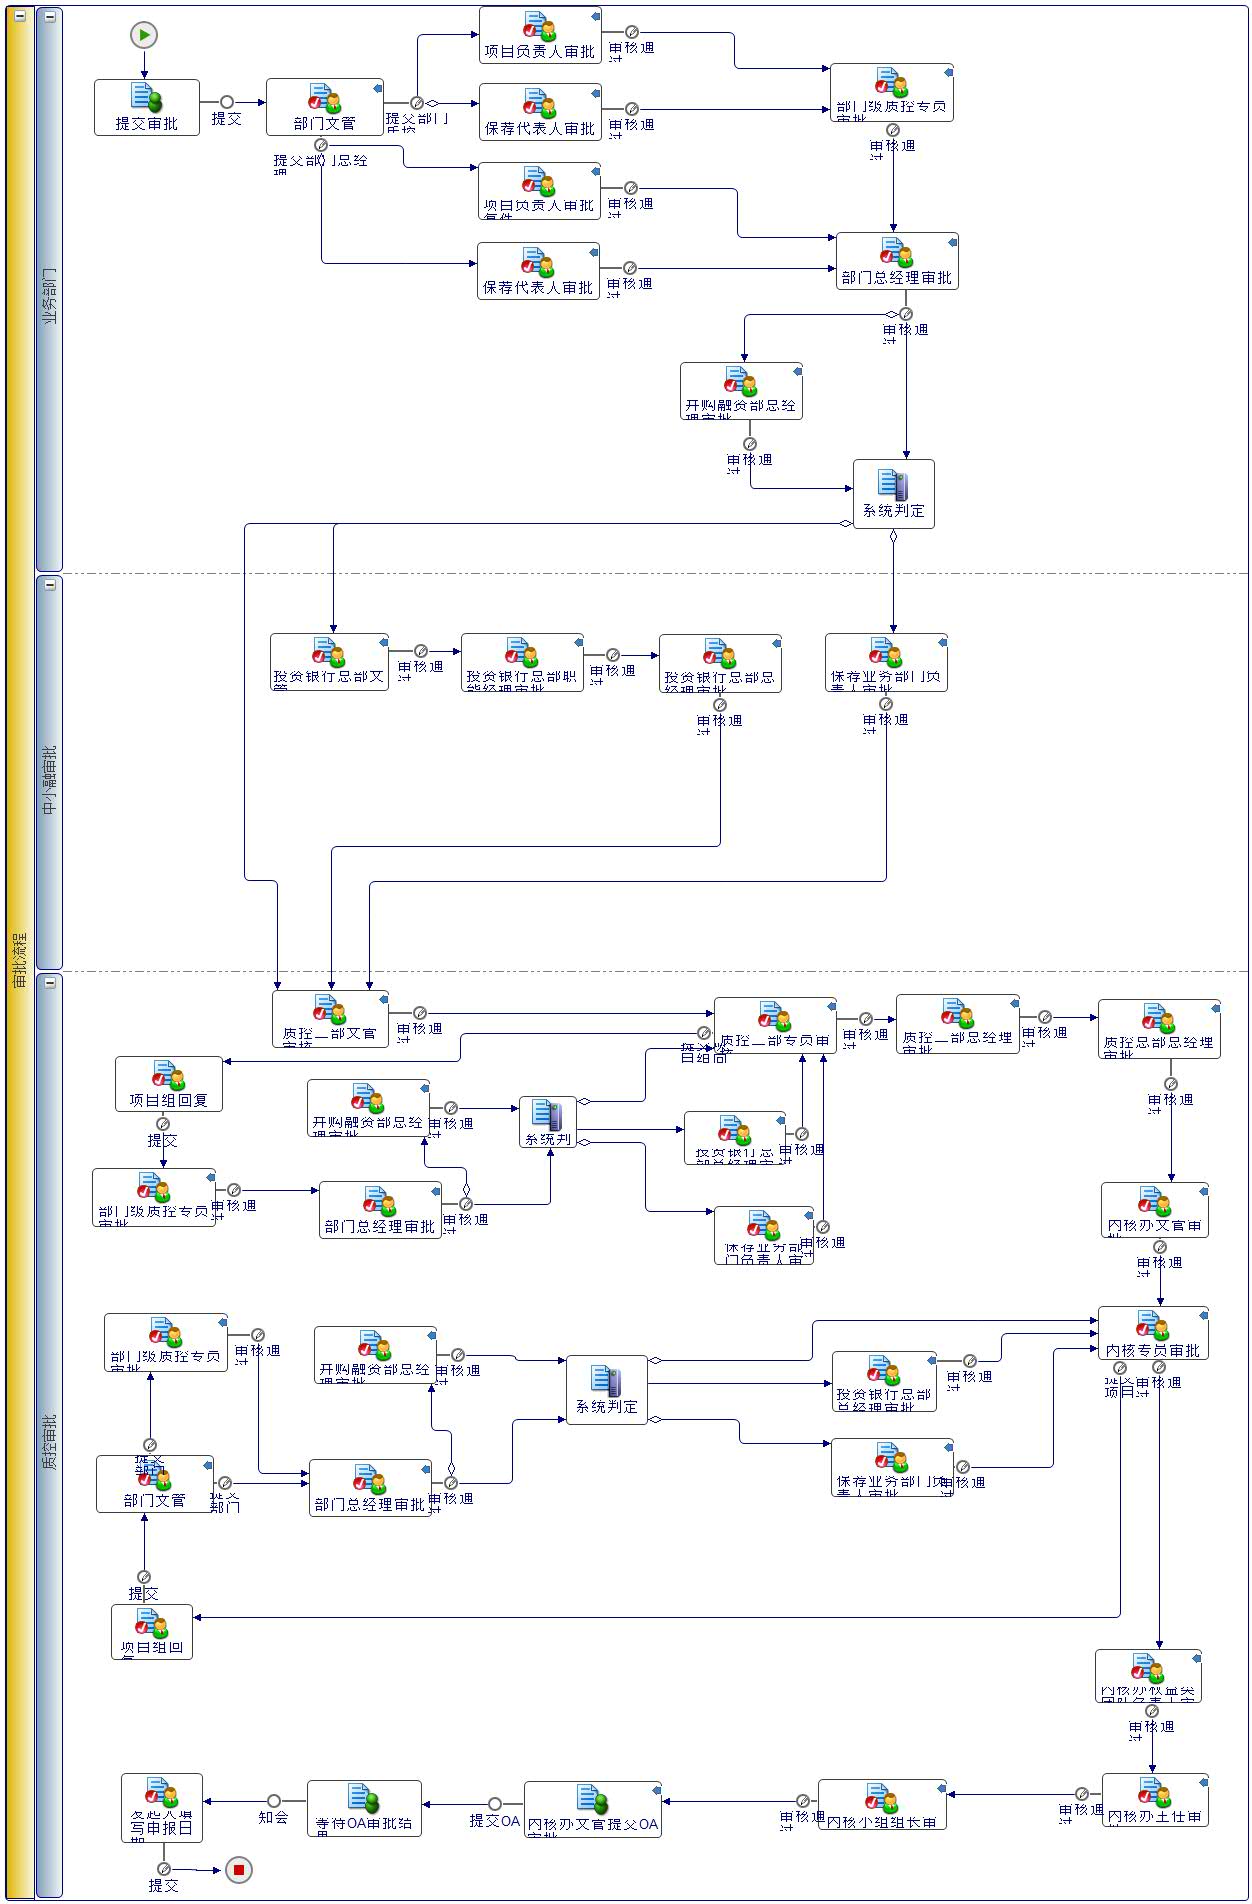 审批流程
业务部门
提交审批
提交
部门文管
提交部门
质控
提交部门总经
理
项目负责人审批
审核通
过
保荐代表人审批
审核通
过
部门级质控专员
审批
审核通
过
项目负责人审批
复件
审核通
过
保荐代表人审批
审核通
过
部门总经理审批
审核通
过
并购融资部总经
理审批
审核通
过
系统判定
中小融审批
投资银行总部文
管
审核通
过
投资银行总部职
能经理审批
审核通
过
投资银行总部总
经理审批
审核通
过
保荐业务部门负
责人审批
审核通
过
质控审批
质控二部文管
审核
审核通
过
质控二部专员审
目组回
审核通
过
质控二部总经理
审批
审核通
过
质控总部总经理
审批
审核通
过
项目组回复
提交
并购融资部总经
理审批
审核通
过
系统判
投资银行总
部总经理审
审核通
过
部门级质控专员
审批
审核通
过
部门总经理审批
审核通
过
保荐业务部
门负责人审
审核通
过
内核办文管审
批
审核通
过
部门级质控专员
审批
审核通
过
并购融资部总经
理审批
审核通
过
系统判定
投资银行总部
总经理审批
审核通
过
内核专员审批
提交
项目
审核通
过
提交
部门
部门文管
提交
部门
部门总经理审批
审核通
过
保荐业务部门负
责人审批
审核通
过
提交
项目组回
复
内核办权益类
团队负责人审
审核通
过
内核办主任审
批
审核通
过
内核小组组长审
审核通
过
内核办文管提交OA
审批
提交OA
等待OA审批结
果
知会
发起人填
写申报日
期
提交